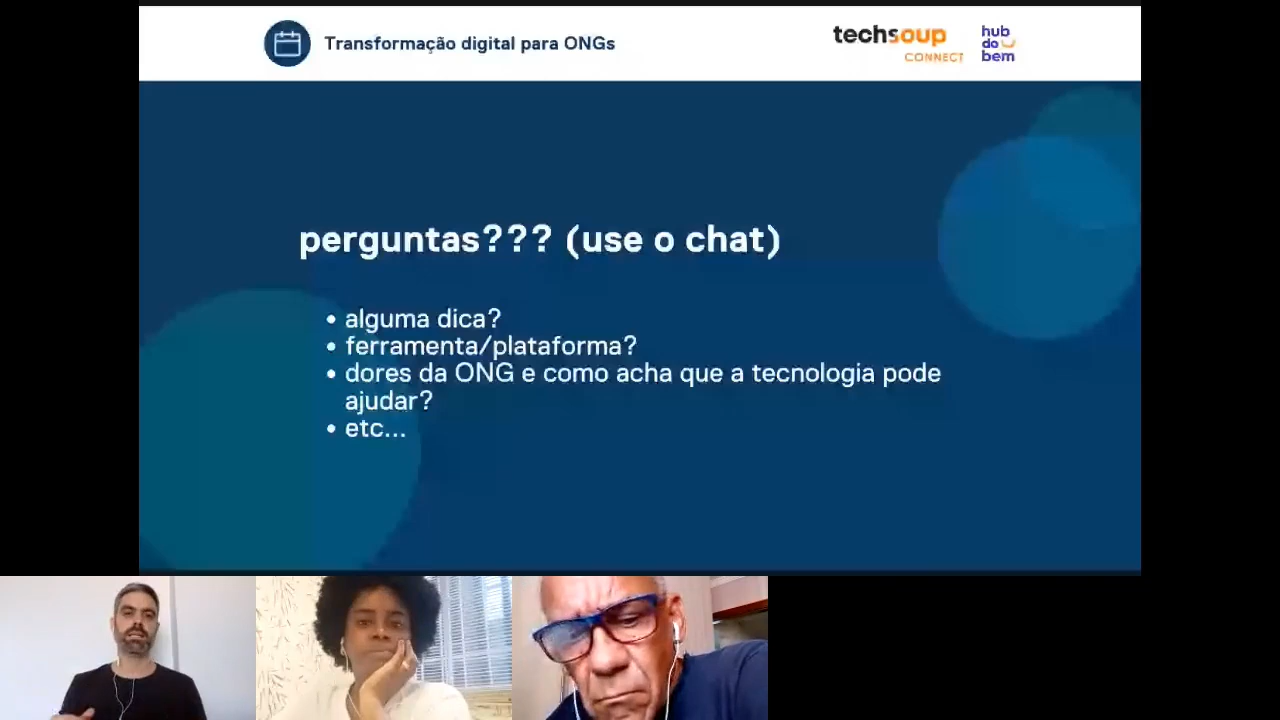 Transformação digital para ONGs
techsoup
CONNECT
hub
do
bem
perguntas??? (use o chat)
• alguma dica?
• ferramenta/plataforma?
• dores da ONG e como acha que a tecnologia pode
ajudar?
• etc...